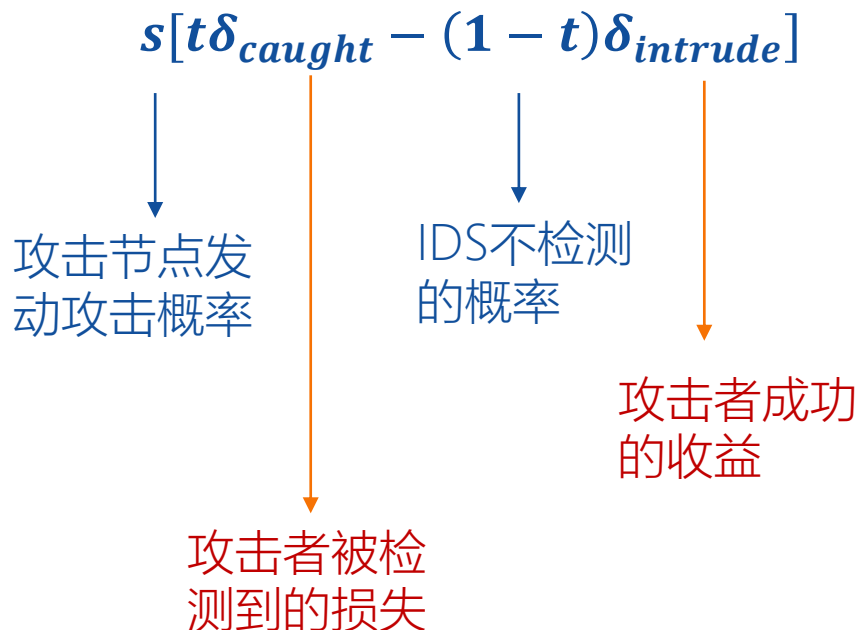 s[tδ_caught − (1 − t)δ_intrude]
攻击节点发
动攻击概率
IDS不检测
的概率
攻击者成功
的收益
攻击者被检
测到的损失